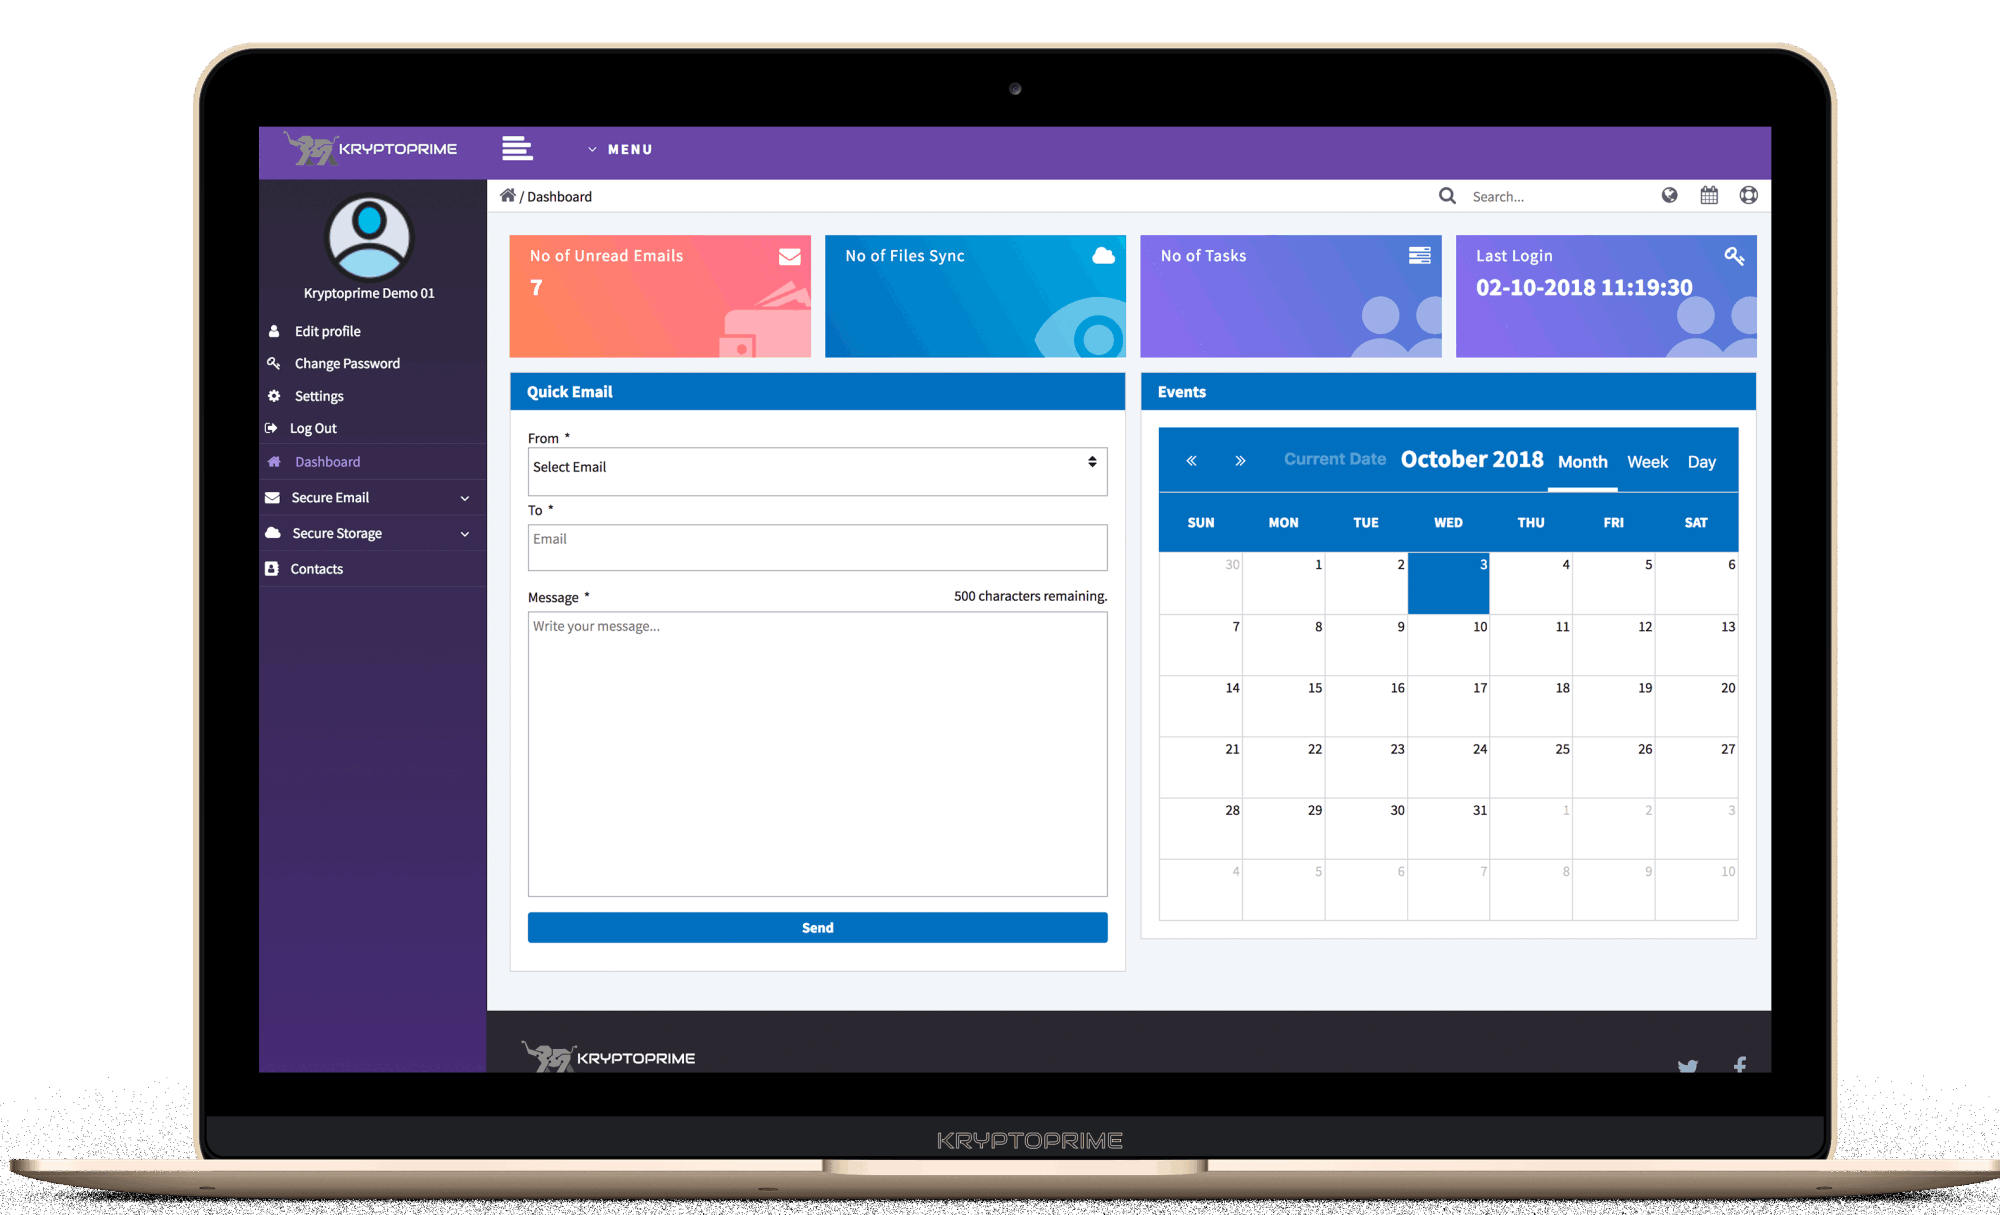 KRYPTOPRIME
MENU
/ Dashboard
Search...
Kryptoprime Demo 01
Edit profile
Change Password
Settings
Log Out
Dashboard
Secure Email
Secure Storage
Contacts
No of Unread Emails
7
No of Files Sync
No of Tasks
Last Login
02-10-2018 11:19:30
Quick Email
From *
Select Email
To *
Email
Message *
500 characters remaining.
Write your message...
Send
Events
« » Current Date October 2018 Month Week Day
SUN MON TUE WED THU FRI SAT
30 1 2 3 4 5 6
7 8 9 10 11 12 13
14 15 16 17 18 19 20
21 22 23 24 25 26 27
28 29 30 31 1 2 3
4 5 6 7 8 9 10
KRYPTOPRIME
KRYPTOPRIME